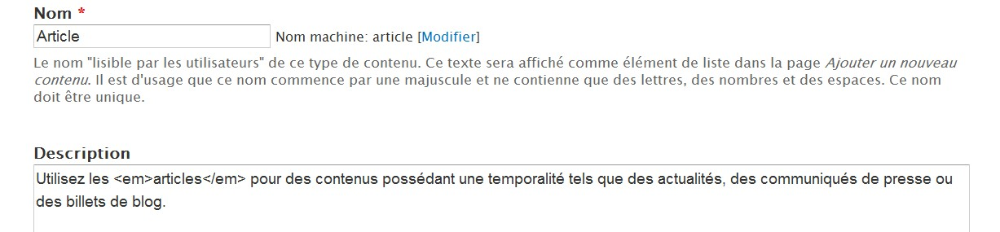 Nom *
Article Nom machine: article [Modifier]
Le nom "lisible par les utilisateurs" de ce type de contenu. Ce texte sera affiché comme élément de liste dans la page Ajouter un nouveau
contenu. Il est d'usage que ce nom commence par une majuscule et ne contienne que des lettres, des nombres et des espaces. Ce nom
doit être unique.
Description
Utilisez les <em>articles</em> pour des contenus possédant une temporalité tels que des actualités, des communiqués de presse ou
des billets de blog.